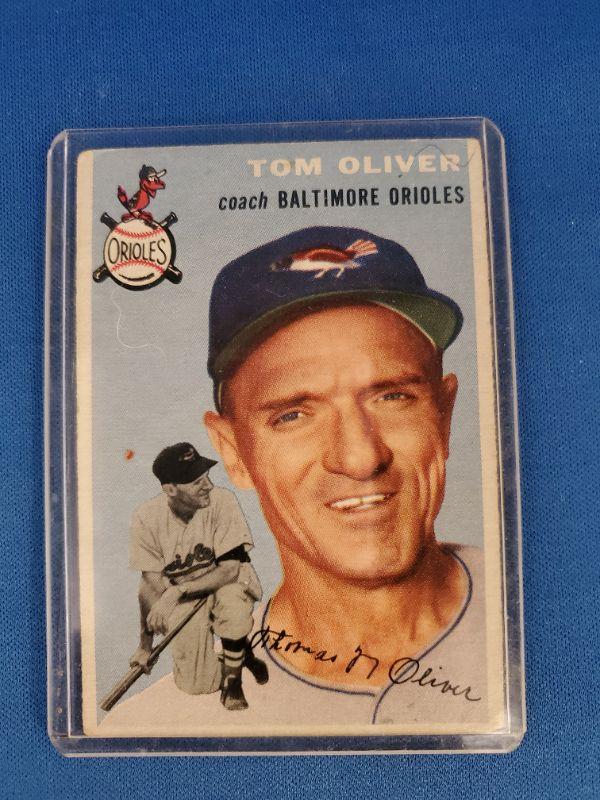 TOM OLIVER
coach BALTIMORE ORIOLES
ORIOLES
Thomas N Oliver